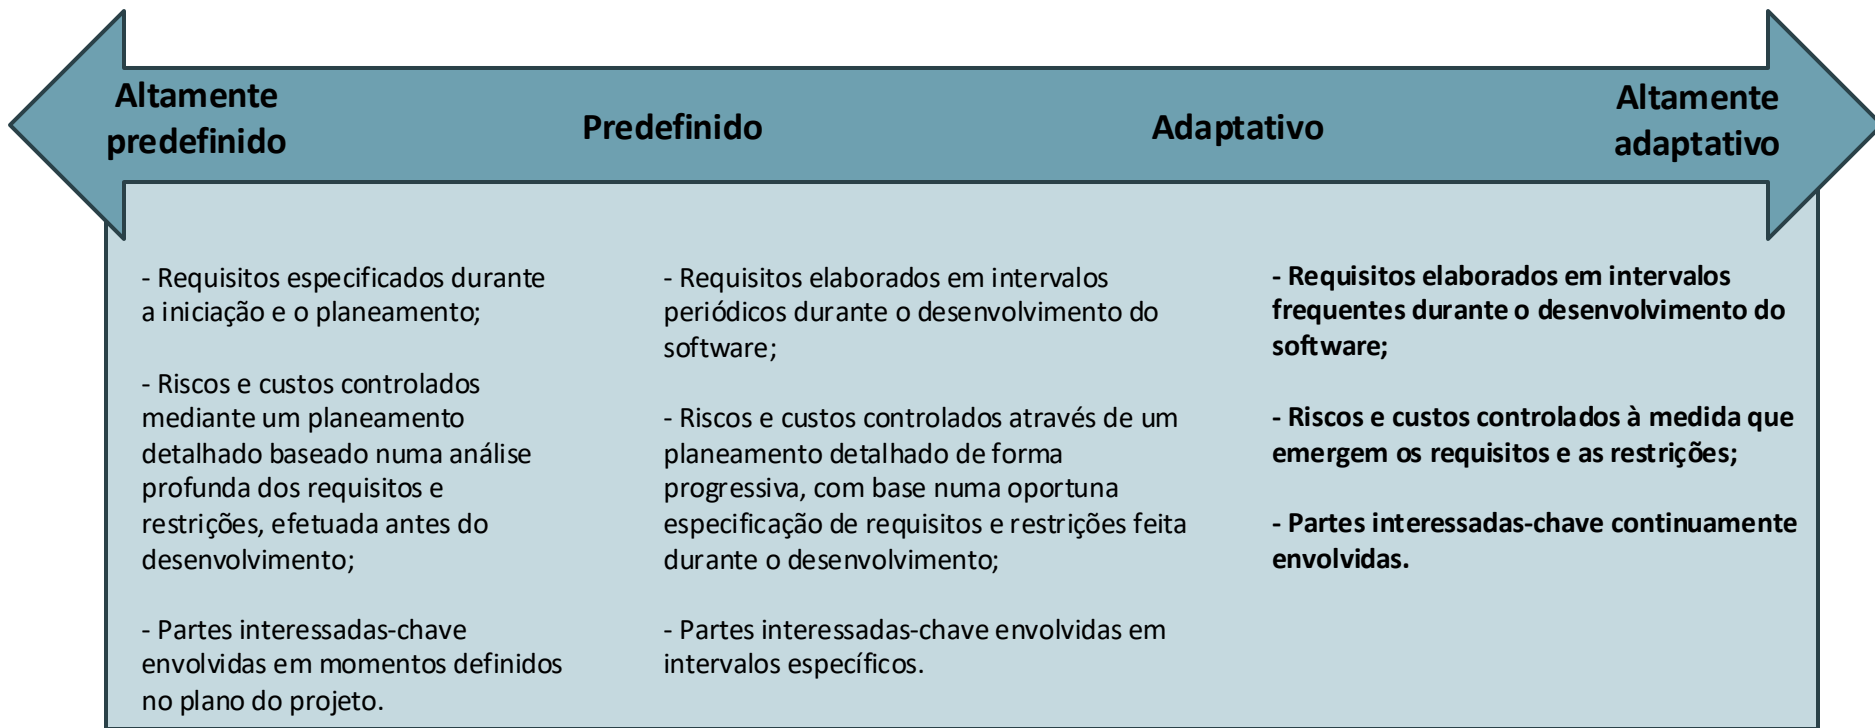 Altamente
predefinido
Predefinido
Adaptativo
Altamente
adaptativo
- Requisitos especificados durante
a iniciação e o planeamento;
- Riscos e custos controlados
mediante um planeamento
detalhado baseado numa análise
profunda dos requisitos e
restrições, efetuada antes do
desenvolvimento;
- Partes interessadas-chave
envolvidas em momentos definidos
no plano do projeto.
- Requisitos elaborados em intervalos
periódicos durante o desenvolvimento do
software;
- Riscos e custos controlados através de um
planeamento detalhado de forma
progressiva, com base numa oportuna
especificação de requisitos e restrições feita
durante o desenvolvimento;
- Partes interessadas-chave envolvidas em
intervalos específicos.
- Requisitos elaborados em intervalos
frequentes durante o desenvolvimento do
software;
- Riscos e custos controlados à medida que
emergem os requisitos e as restrições;
- Partes interessadas-chave continuamente
envolvidas.